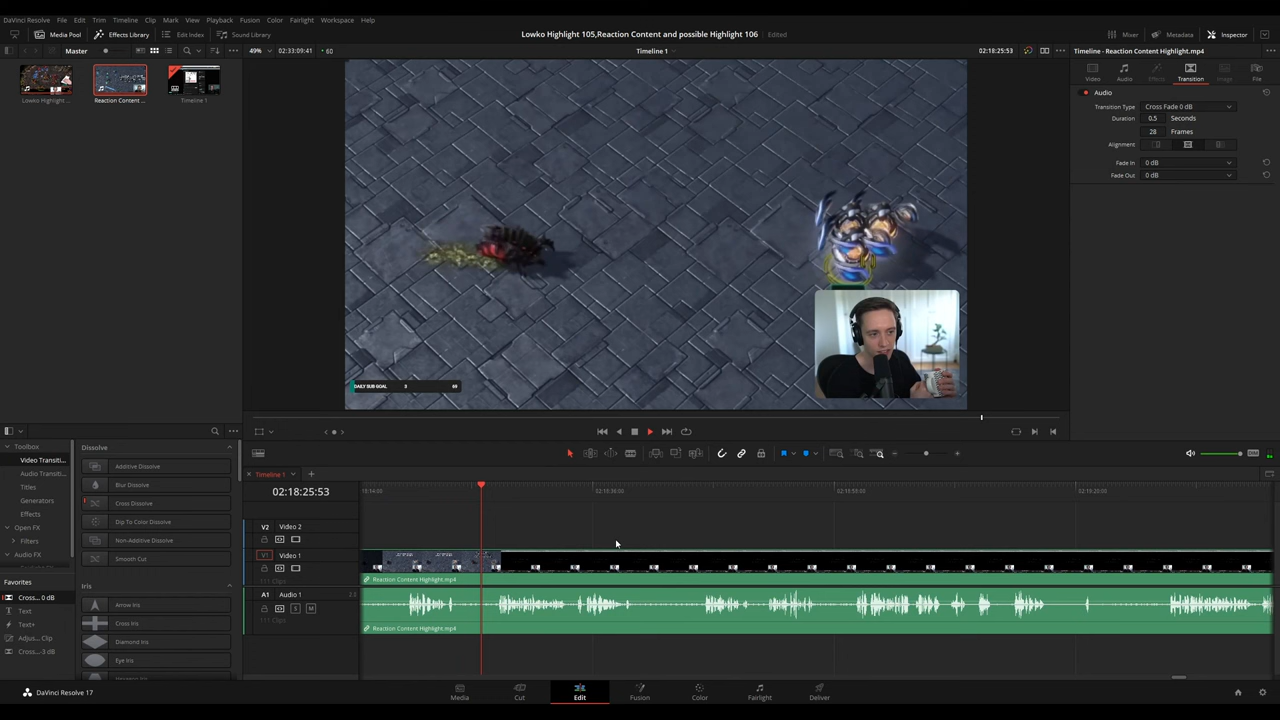 DaVinci Resolve File Edit Trim Timeline Clip Mark View Playback Fusion Color Fairlight Workspace Help
Media Pool Effects Library Edit Index Sound Library
Lowko Highlight 105,Reaction Content and possible Highlight 106 Edited
Mixer Metadata Inspector
Master
49% 02:33:09:41 60
Timeline 1
02:18:25:53
Timeline - Reaction Content Highlight.mp4
Video Audio Effects Transition Image File
Lowko Highlight ... Reaction Content ... Timeline 1
Audio
Transition Type Cross Fade 0 dB
Duration 0.5 Seconds
28 Frames
Alignment
Fade In 0 dB
Fade Out 0 dB
DAILY SUB GOAL
Toolbox
Video Transiti...
Audio Transiti...
Titles
Generators
Effects
Open FX
Filters
Audio FX
Favorites
Cross... 0 dB
Text
Text+
Adjus... Clip
Cross...-3 dB
Dissolve
Additive Dissolve
Blur Dissolve
Cross Dissolve
Dip To Color Dissolve
Smooth Cut
Iris
Arrow Iris
Cross Iris
Diamond Iris
Eye Iris
DIM
Timeline 1
02:18:25:53
V2 Video 2
V1 Video 1
Reaction Content Highlight.mp4
A1 Audio 1 2.0
S M
Reaction Content Highlight.mp4
DaVinci Resolve 17
Media Cut Edit Fusion Color Fairlight Deliver